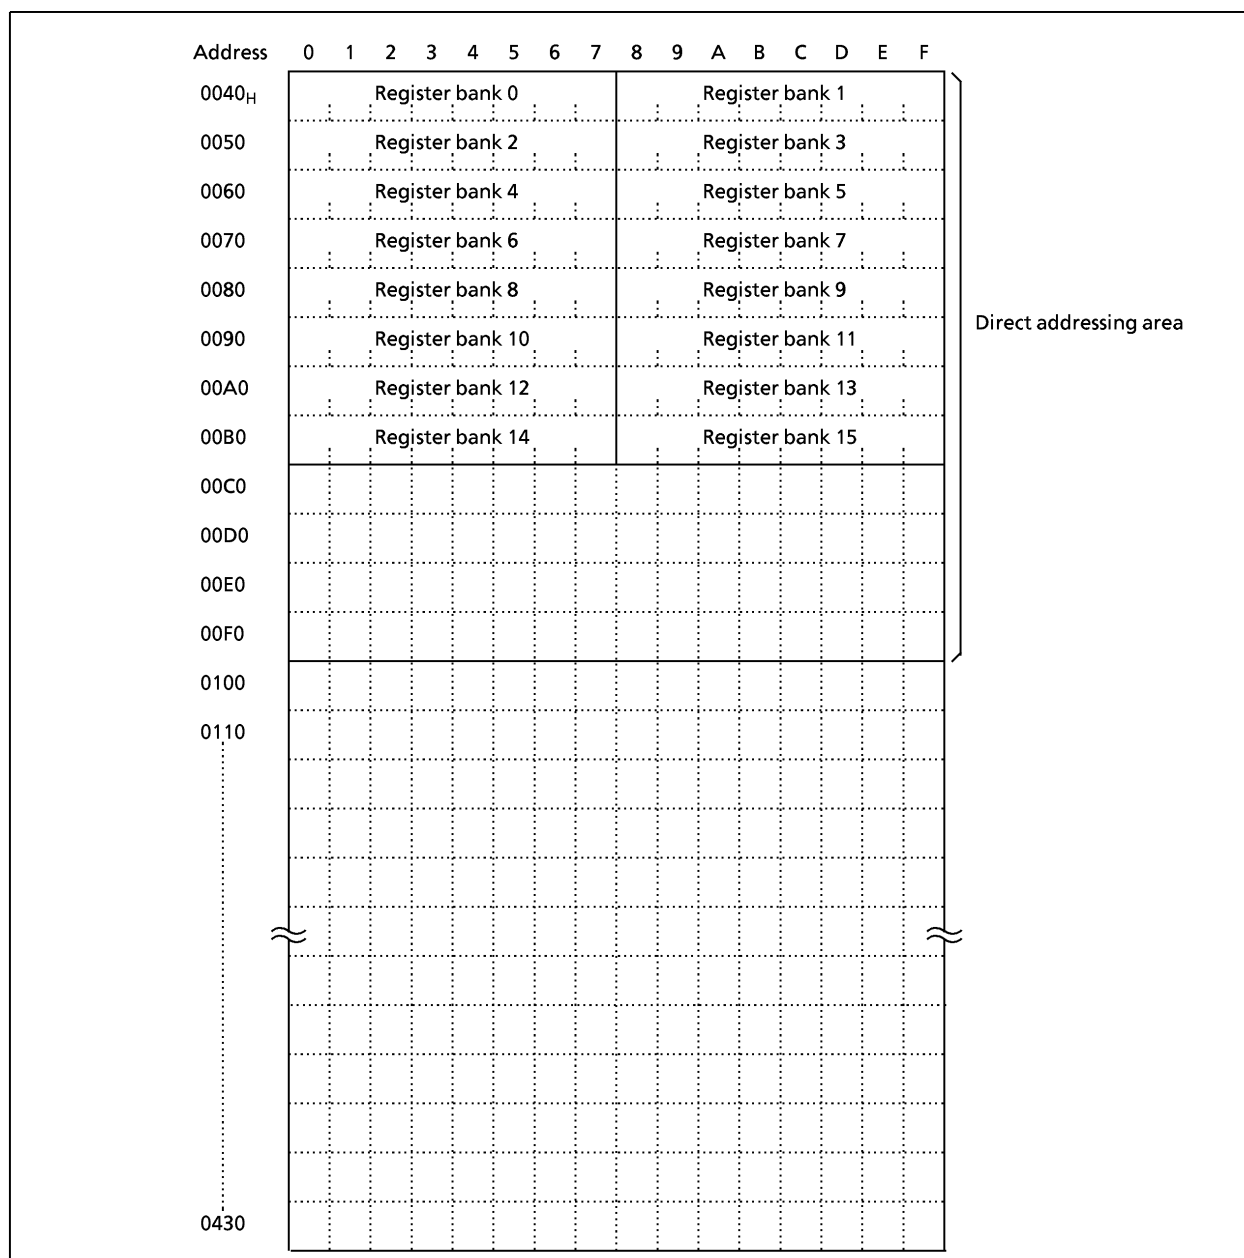 Address 0 1 2 3 4 5 6 7 8 9 A B C D E F
0040H Register bank 0 Register bank 1
0050 Register bank 2 Register bank 3
0060 Register bank 4 Register bank 5
0070 Register bank 6 Register bank 7
0080 Register bank 8 Register bank 9
Direct addressing area
0090 Register bank 10 Register bank 11
00A0 Register bank 12 Register bank 13
00B0 Register bank 14 Register bank 15
00C0
00D0
00E0
00F0
0100
0110
0430